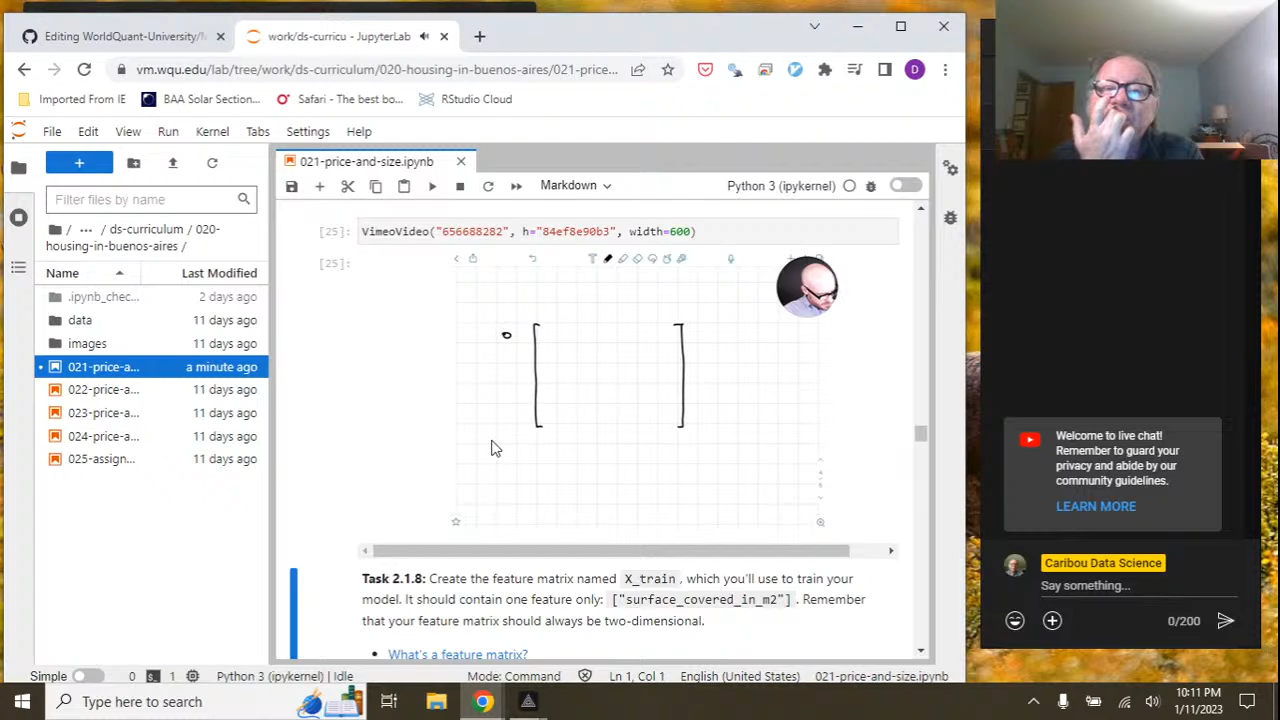 Editing WorldQuant-University/
work/ds-curricu - JupyterLab
vm.wqu.edu/lab/tree/work/ds-curriculum/020-housing-in-buenos-aires/021-price...
D
Imported From IE
BAA Solar Section...
Safari - The best bo...
RStudio Cloud
File Edit View Run Kernel Tabs Settings Help
021-price-and-size.ipynb
Markdown
Python 3 (ipykernel)
Filter files by name
/ ... / ds-curriculum / 020-
housing-in-buenos-aires /
Name Last Modified
.ipynb_chec... 2 days ago
data 11 days ago
images 11 days ago
021-price-a... a minute ago
022-price-a... 11 days ago
023-price-a... 11 days ago
024-price-a... 11 days ago
025-assign... 11 days ago
[25]: VimeoVideo("656688282", h="84ef8e90b3", width=600)
[25]:
Task 2.1.8: Create the feature matrix named X_train, which you'll use to train your
model. It should contain one feature only: ["surface_covered_in_m2"]. Remember
that your feature matrix should always be two-dimensional.
What's a feature matrix?
Simple 0 1 Python 3 (ipykernel) | Idle Mode: Command Ln 1, Col 1 English (United States) 021-price-and-size.ipynb
Welcome to live chat!
Remember to guard your
privacy and abide by our
community guidelines.
LEARN MORE
Caribou Data Science
Say something...
0/200
Type here to search
10:11 PM
1/11/2023